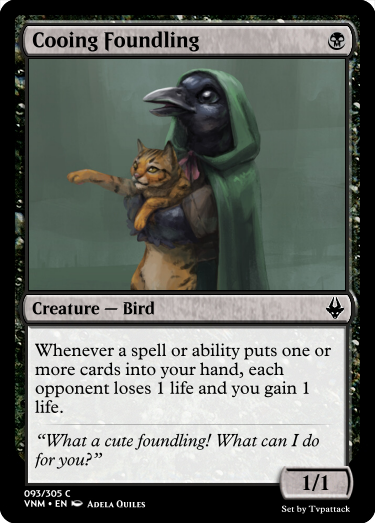 Cooing Foundling
Creature — Bird
Whenever a spell or ability puts one or
more cards into your hand, each
opponent loses 1 life and you gain 1
life.
“What a cute foundling! What can I do
for you?”
1/1
093/305 C
VNM • EN Adela Quiles
Set by Tvpattack